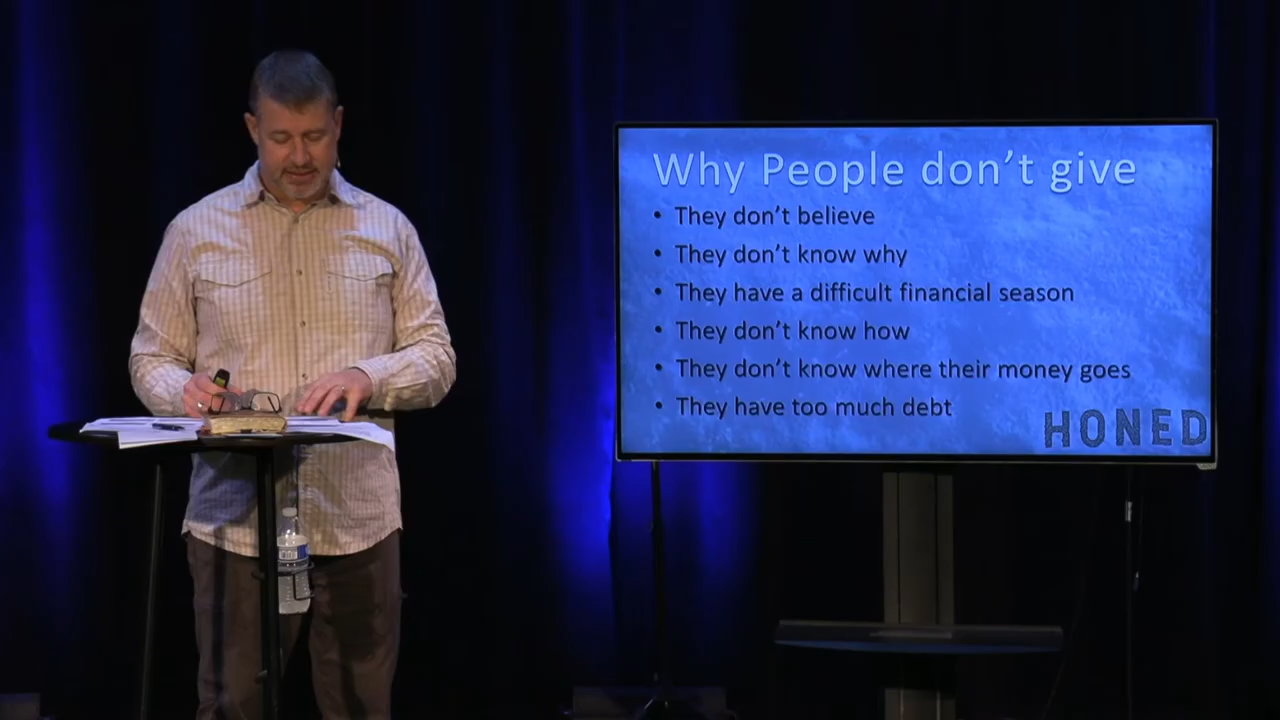 Why People don't give
• They don't believe
• They don't know why
• They have a difficult financial season
• They don't know how
• They don't know where their money goes
• They have too much debt
HONED